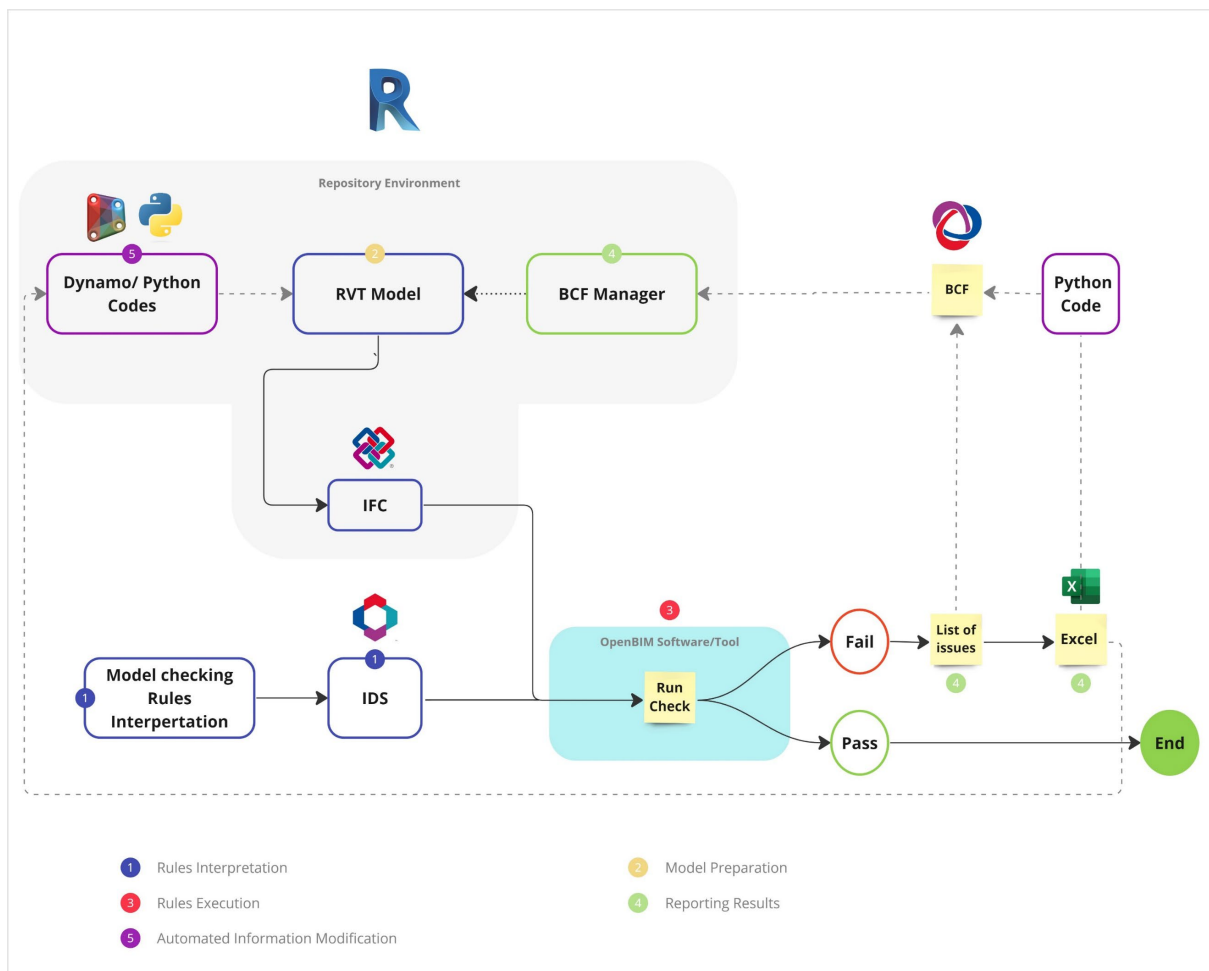 Repository Environment
5
2
4
Dynamo/ Python
Codes
RVT Model
BCF Manager
BCF
Python
Code
IFC
®
3
OpenBIM Software/Tool
1
1
Model checking
Rules
Interpertation
IDS
Run
Check
Fail
List of
issues
X
Excel
4
4
Pass
End
1 Rules Interpretation
2 Model Preparation
3 Rules Execution
4 Reporting Results
5 Automated Information Modification